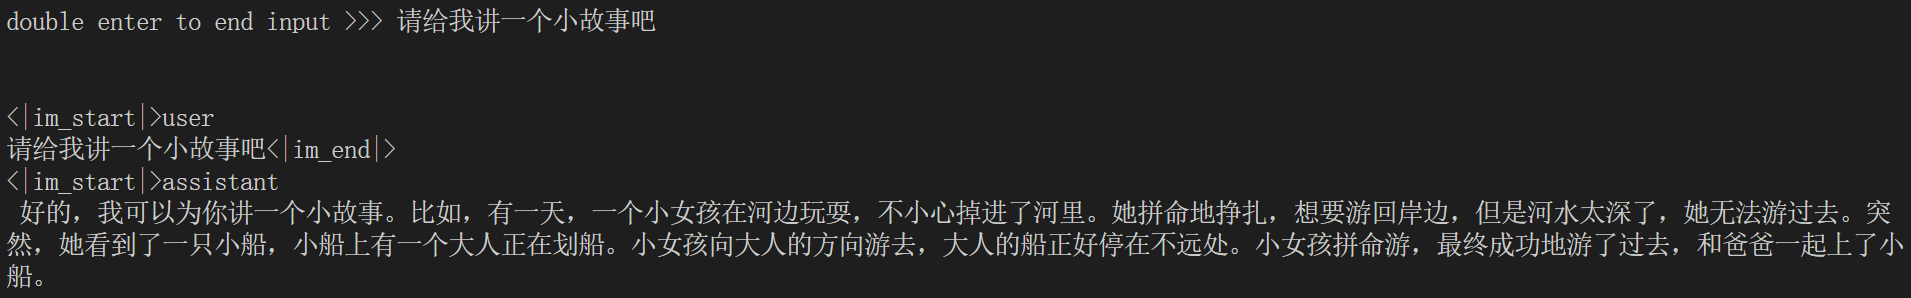 double enter to end input >>> 请给我讲一个小故事吧
<|im_start|>user
请给我讲一个小故事吧<|im_end|>
<|im_start|>assistant
好的，我可以为你讲一个小故事。比如，有一天，一个小女孩在河边玩耍，不小心掉进了河里。她拼命地挣扎，想要游回岸边，但是河水太深了，她无法游过去。突
然，她看到了一只小船，小船上有一个大人正在划船。小女孩向大人的方向游去，大人的船正好停在不远处。小女孩拼命游，最终成功地游了过去，和爸爸一起上了小
船。